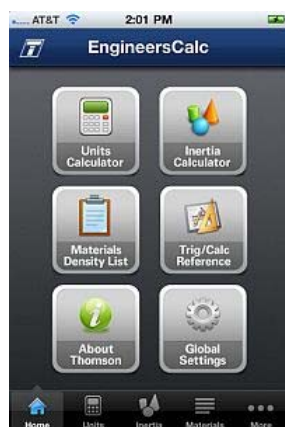 AT&T 2:01 PM
EngineersCalc
Units
Calculator
Inertia
Calculator
Materials
Density List
Trig/Calc
Reference
About
Thomson
Global
Settings
Home Units Inertia Materials More